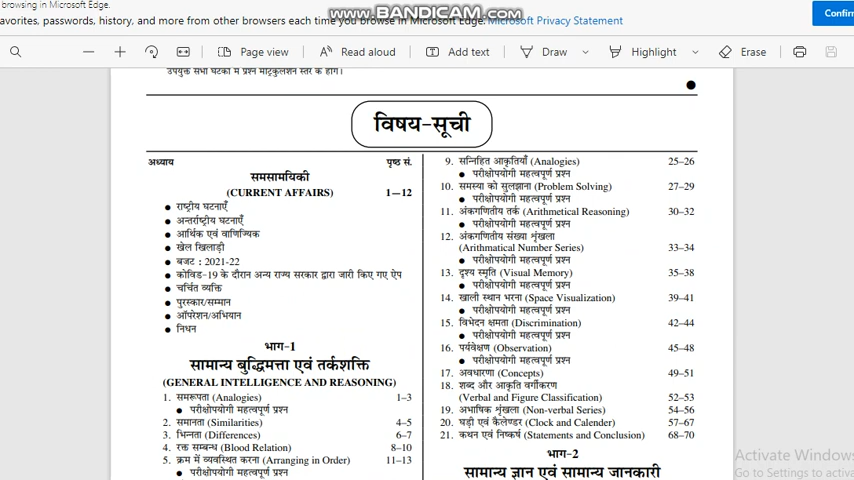 browsing in Microsoft Edge.
www.BANDICAM.com
avorites, passwords, history, and more from other browsers each time you browse in Microsoft Edge. Microsoft Privacy Statement
Confirm
Page view
Read aloud
Add text
Draw
Highlight
Erase
उपर्युक्त सभी घटकों में प्रश्न मैट्रिकुलेशन स्तर के होंगे।
विषय-सूची
अध्याय पृष्ठ सं.
समसामयिकी
(CURRENT AFFAIRS) 1—12
● राष्ट्रीय घटनाएँ
● अन्तर्राष्ट्रीय घटनाएँ
● आर्थिक एवं वाणिज्यिक
● खेल खिलाड़ी
● बजट : 2021-22
● कोविड-19 के दौरान अन्य राज्य सरकार द्वारा जारी किए गए ऐप
● चर्चित व्यक्ति
● पुरस्कार/सम्मान
● ऑपरेशन/अभियान
● निधन
भाग-1
सामान्य बुद्धिमत्ता एवं तर्कशक्ति
(GENERAL INTELLIGENCE AND REASONING)
1. समरूपता (Analogies) 1–3
● परीक्षोपयोगी महत्वपूर्ण प्रश्न
2. समानता (Similarities) 4–5
3. भिन्नता (Differences) 6–7
4. रक्त सम्बन्ध (Blood Relation) 8–10
5. क्रम में व्यवस्थित करना (Arranging in Order) 11–13
● परीक्षोपयोगी महत्वपूर्ण प्रश्न
9. सन्निहित आकृतियाँ (Analogies) 25–26
● परीक्षोपयोगी महत्वपूर्ण प्रश्न
10. समस्या को सुलझाना (Problem Solving) 27–29
● परीक्षोपयोगी महत्वपूर्ण प्रश्न
11. अंकगणितीय तर्क (Arithmetical Reasoning) 30–32
● परीक्षोपयोगी महत्वपूर्ण प्रश्न
12. अंकगणितीय संख्या शृंखला
(Arithmatical Number Series) 33–34
● परीक्षोपयोगी महत्वपूर्ण प्रश्न
13. दृश्य स्मृति (Visual Memory) 35–38
● परीक्षोपयोगी महत्वपूर्ण प्रश्न
14. खाली स्थान भरना (Space Visualization) 39–41
● परीक्षोपयोगी महत्वपूर्ण प्रश्न
15. विभेदन क्षमता (Discrimination) 42–44
● परीक्षोपयोगी महत्वपूर्ण प्रश्न
16. पर्यवेक्षण (Observation) 45–48
● परीक्षोपयोगी महत्वपूर्ण प्रश्न
17. अवधारणा (Concepts) 49–51
18. शब्द और आकृति वर्गीकरण
(Verbal and Figure Classification) 52–53
19. अभाषिक शृंखला (Non-verbal Series) 54–56
20. घड़ी एवं कैलेण्डर (Clock and Calender) 57–67
21. कथन एवं निष्कर्ष (Statements and Conclusion) 68–70
भाग-2
सामान्य ज्ञान एवं सामान्य जानकारी
Activate Windows
Go to Settings to activa